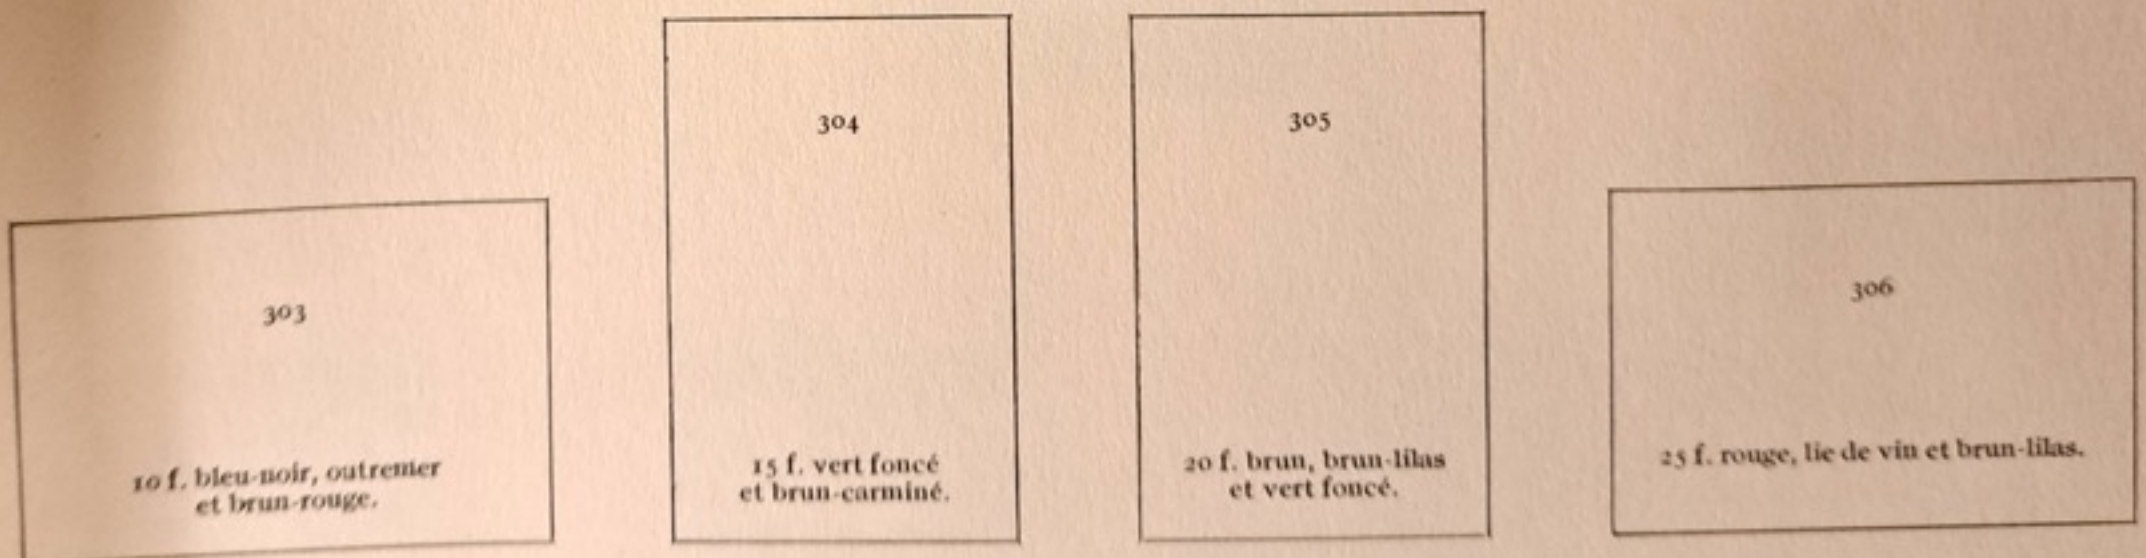 303
10 f. bleu-noir, outremer
et brun-rouge.
304
15 f. vert foncé
et brun-carminé.
305
20 f. brun, brun-lilas
et vert foncé.
306
25 f. rouge, lie de vin et brun-lilas.